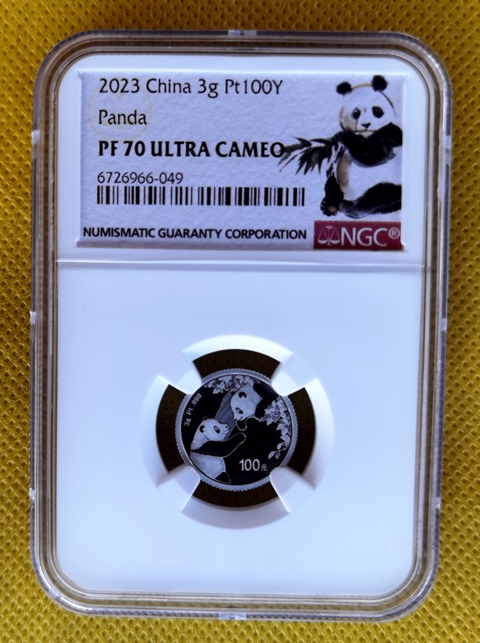 2023 China 3g Pt100Y
Panda
PF 70 ULTRA CAMEO
6726966-049
NUMISMATIC GUARANTY CORPORATION
NGC®
3g Pt .999
100元